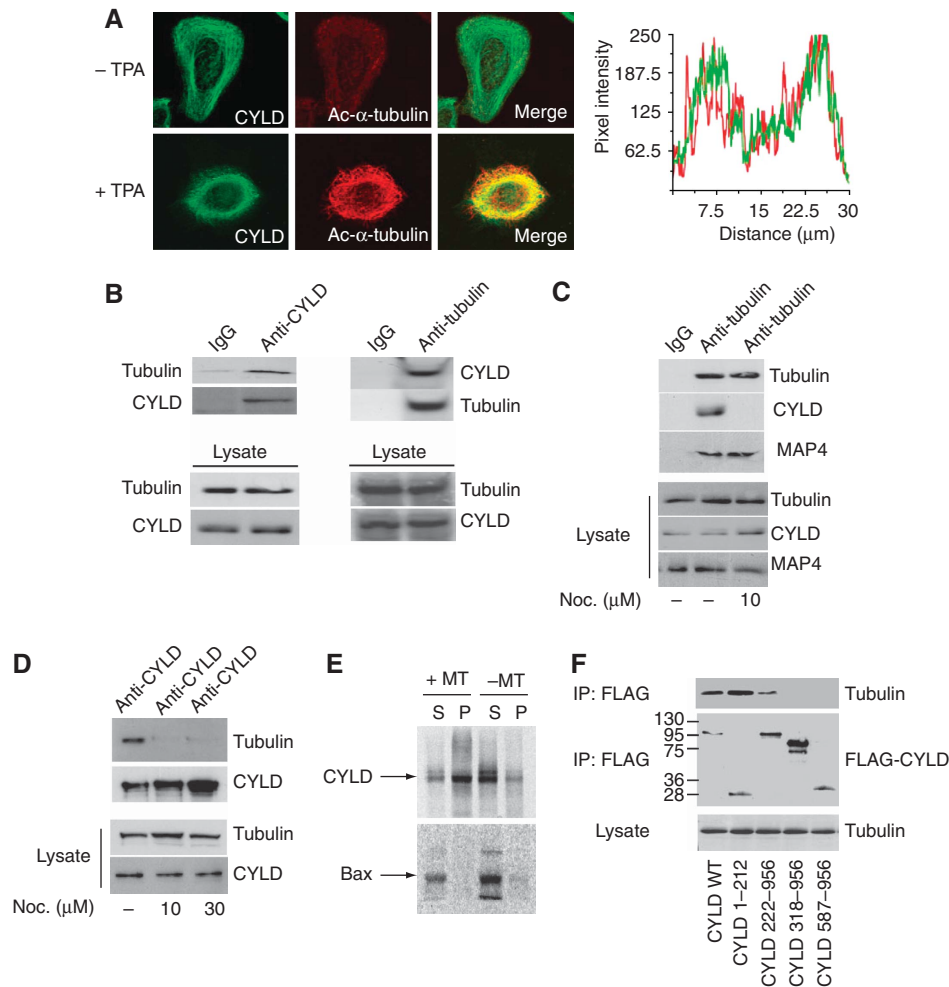 A
– TPA
CYLD
Ac-α-tubulin
Merge
+ TPA
CYLD
Ac-α-tubulin
Merge
Pixel intensity
250
187.5
125
62.5
7.5
15
22.5
30
Distance (μm)
B
IgG
Anti-CYLD
Tubulin
CYLD
Lysate
Tubulin
CYLD
IgG
Anti-tubulin
CYLD
Tubulin
Lysate
Tubulin
CYLD
C
IgG
Anti-tubulin
Anti-tubulin
Tubulin
CYLD
MAP4
Lysate
Tubulin
CYLD
MAP4
Noc. (μM) – – 10
D
Anti-CYLD
Anti-CYLD
Anti-CYLD
Tubulin
CYLD
Lysate
Tubulin
CYLD
Noc. (μM) – 10 30
E
+ MT –MT
S P S P
CYLD
Bax
F
IP: FLAG
Tubulin
130
95
75
36
28
IP: FLAG
FLAG-CYLD
Lysate
Tubulin
CYLD WT
CYLD 1–212
CYLD 222–956
CYLD 318–956
CYLD 587–956